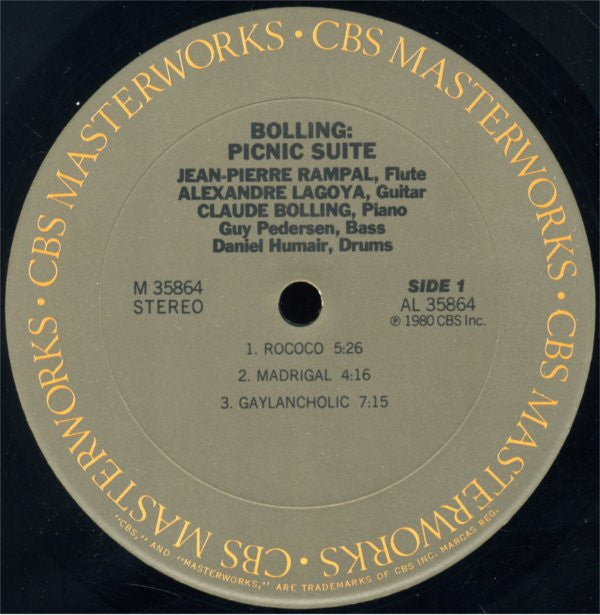 CBS MASTERWORKS • CBS MASTERWORKS • CBS MASTERWORKS • CBS MASTERWORKS • CBS MASTERWORKS •
BOLLING:
PICNIC SUITE
JEAN-PIERRE RAMPAL, Flute
ALEXANDRE LAGOYA, Guitar
CLAUDE BOLLING, Piano
Guy Pedersen, Bass
Daniel Humair, Drums
M 35864
STEREO
SIDE 1
AL 35864
℗ 1980 CBS Inc.
1. ROCOCO 5:26
2. MADRIGAL 4:16
3. GAYLANCHOLIC 7:15
"CBS," AND "MASTERWORKS," ARE TRADEMARKS OF CBS INC. MARCAS REG.